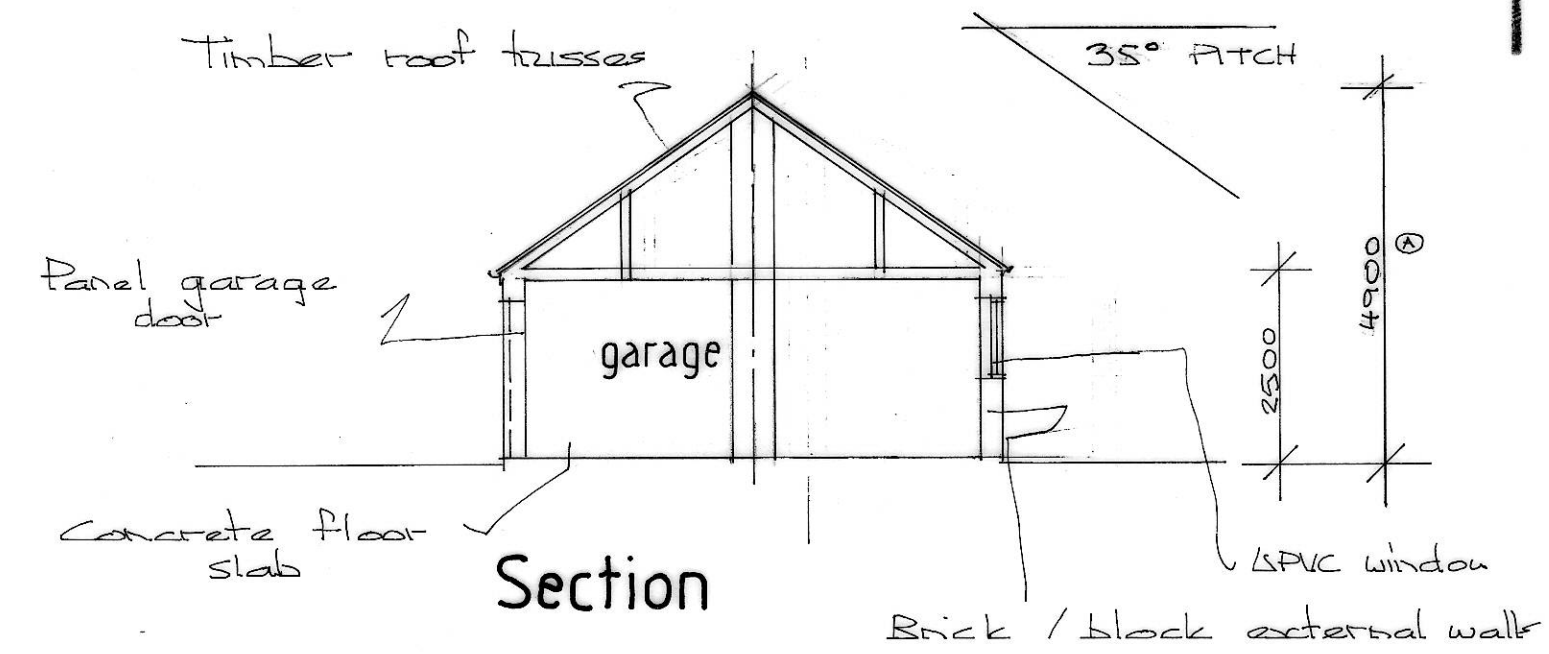 Timber roof trusses
35° PITCH
Panel garage
door
garage
2500
4900 A
Concrete floor
slab
Section
UPVC window
Brick / block external walls